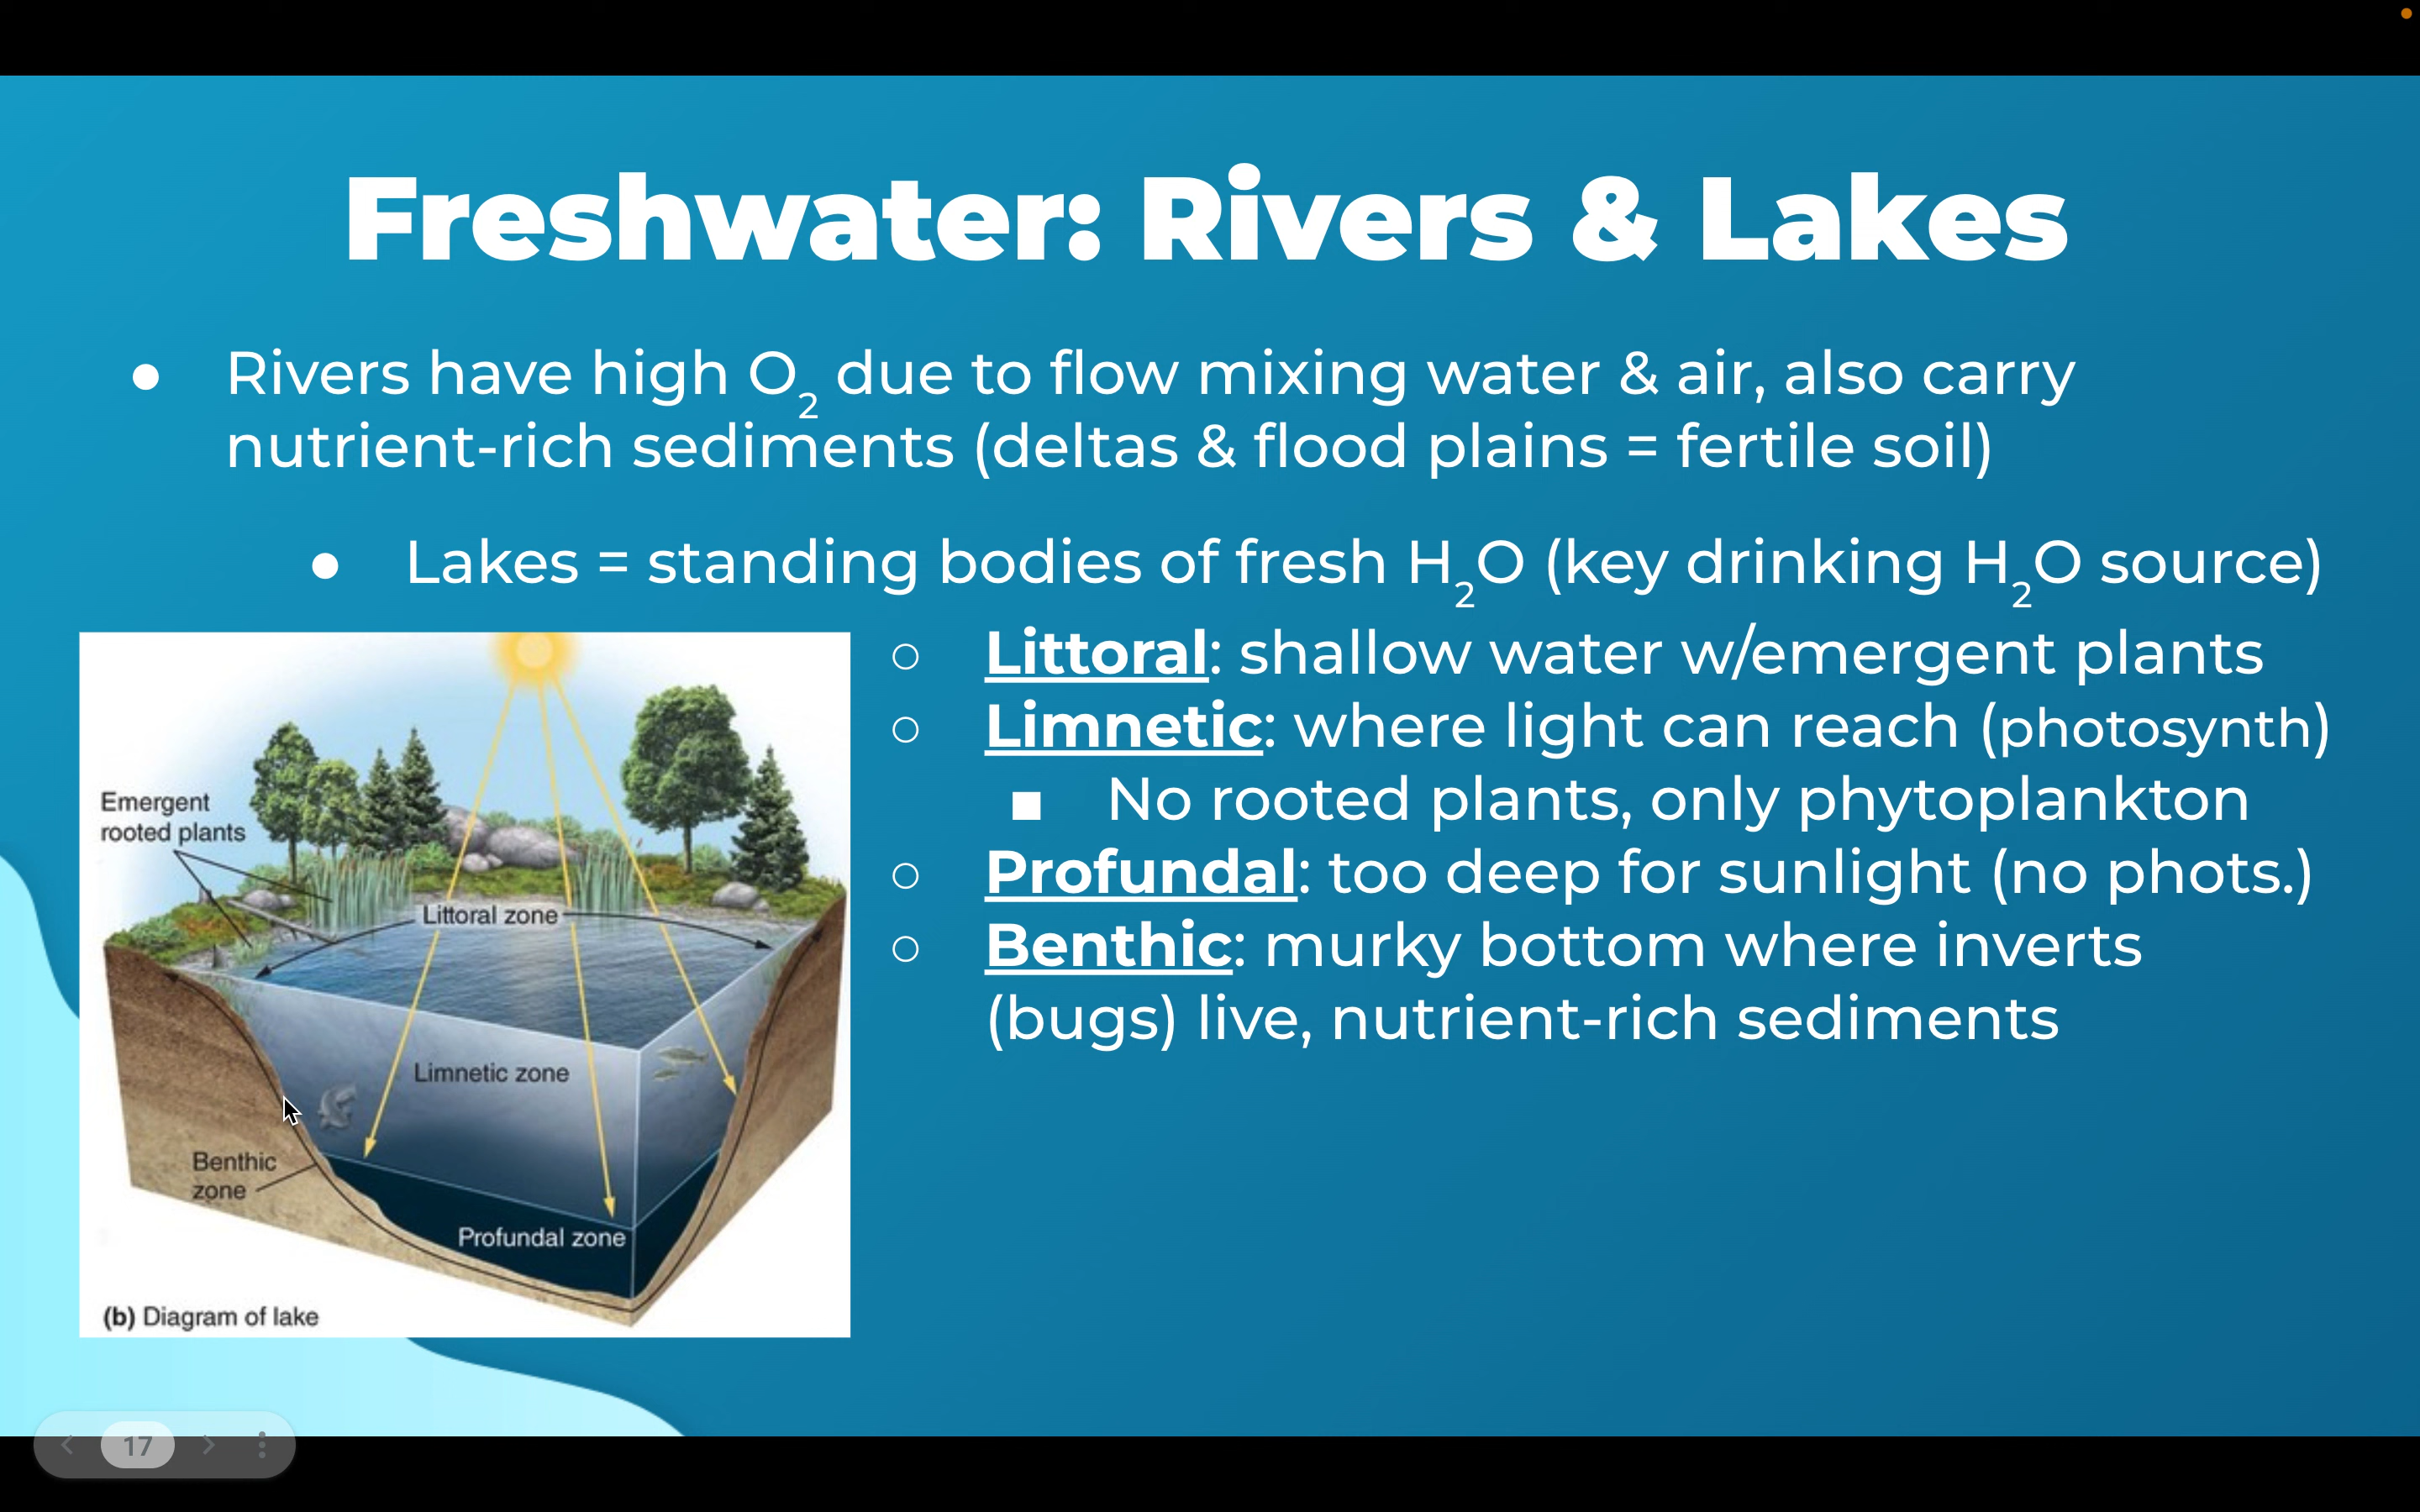 Freshwater: Rivers & Lakes
● Rivers have high O₂ due to flow mixing water & air, also carry
nutrient-rich sediments (deltas & flood plains = fertile soil)
● Lakes = standing bodies of fresh H₂O (key drinking H₂O source)
○ Littoral: shallow water w/emergent plants
○ Limnetic: where light can reach (photosynth)
■ No rooted plants, only phytoplankton
○ Profundal: too deep for sunlight (no phots.)
○ Benthic: murky bottom where inverts
(bugs) live, nutrient-rich sediments
Emergent
rooted plants
Littoral zone
Limnetic zone
Benthic
zone
Profundal zone
(b) Diagram of lake
17